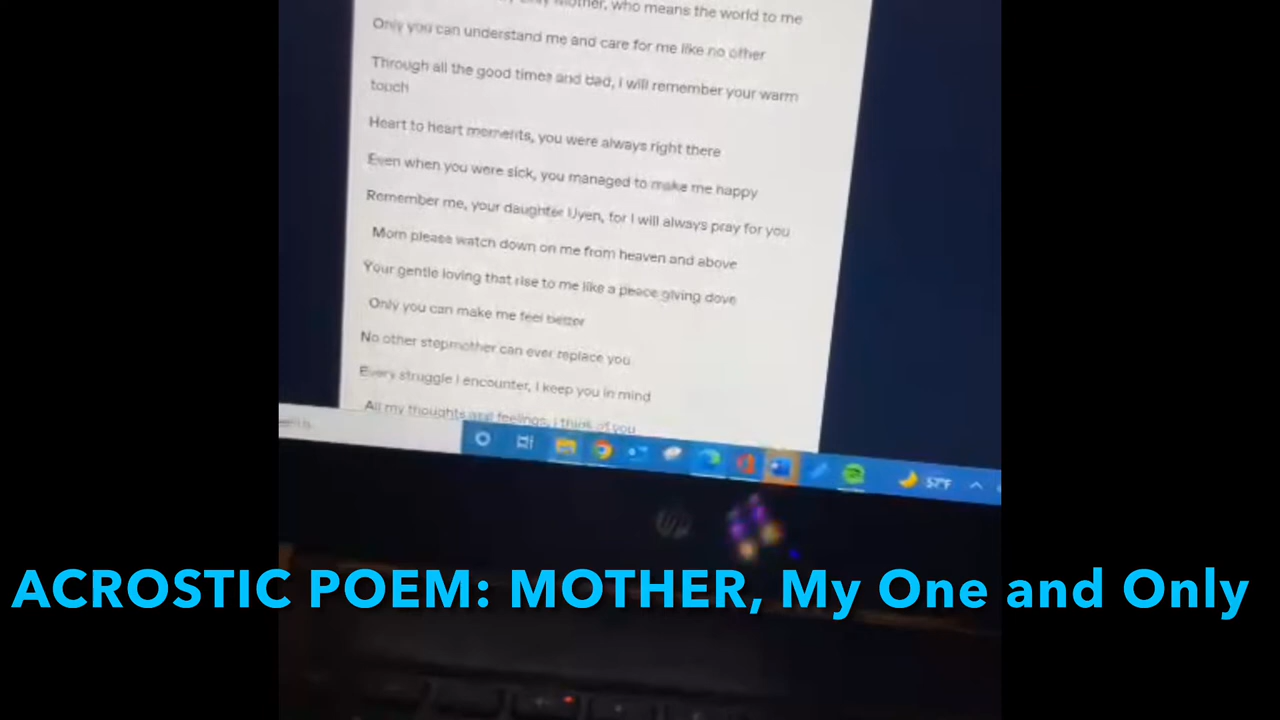 Mother, who means the world to me
Only you can understand me and care for me like no other
Through all the good times and bad, I will remember your warm
touch
Heart to heart moments, you were always right there
Even when you were sick, you managed to make me happy
Remember me, your daughter Uyen, for I will always pray for you
Mom please watch down on me from heaven and above
Your gentle loving that rise to me like a peace giving dove
Only you can make me feel better
No other stepmother can ever replace you
Every struggle I encounter, I keep you in mind
All my thoughts and feelings, I think of you
57°F
hp
ACROSTIC POEM: MOTHER, My One and Only